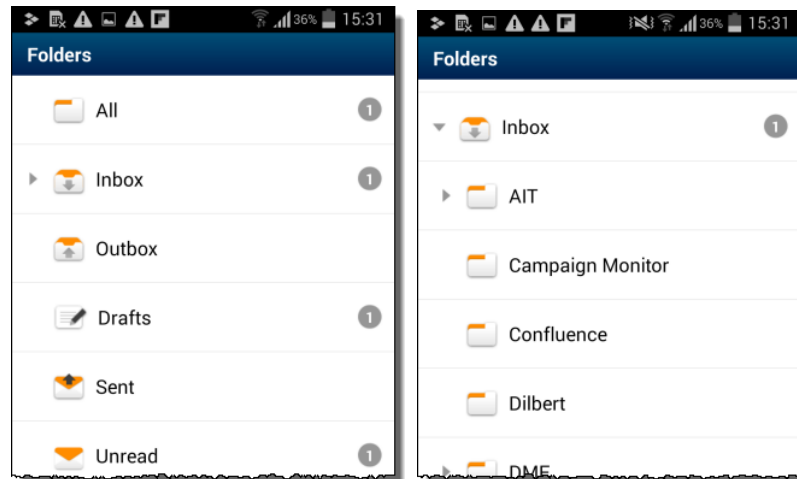 36% 15:31
Folders
All 1
Inbox 1
Outbox
Drafts 1
Sent
Unread 1
36% 15:31
Folders
Inbox 1
AIT
Campaign Monitor
Confluence
Dilbert
DME